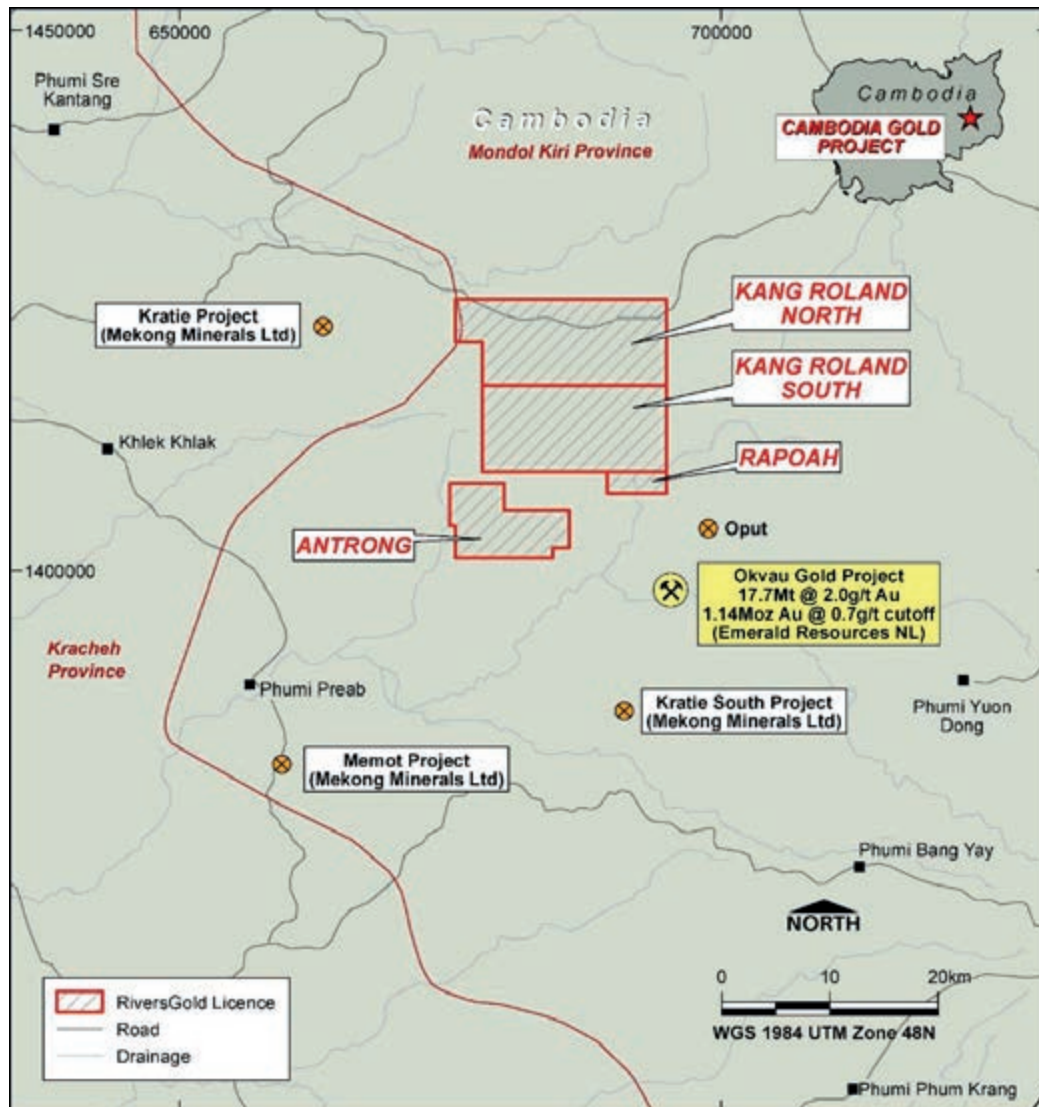 1450000
650000
700000
Phumi Sre
Kantang
Cambodia
Mondol Kiri Province
Cambodia
CAMBODIA GOLD
PROJECT
KANG ROLAND
NORTH
Kratie Project
(Mekong Minerals Ltd)
KANG ROLAND
SOUTH
Khlek Khlak
RAPOAH
ANTRONG
Oput
1400000
Okvau Gold Project
17.7Mt @ 2.0g/t Au
1.14Moz Au @ 0.7g/t cutoff
(Emerald Resources NL)
Kracheh
Province
Phumi Preab
Kratie South Project
(Mekong Minerals Ltd)
Phumi Yuon
Dong
Memot Project
(Mekong Minerals Ltd)
Phumi Bang Yay
NORTH
RiversGold Licence
Road
Drainage
0 10 20km
WGS 1984 UTM Zone 48N
Phumi Phum Krang